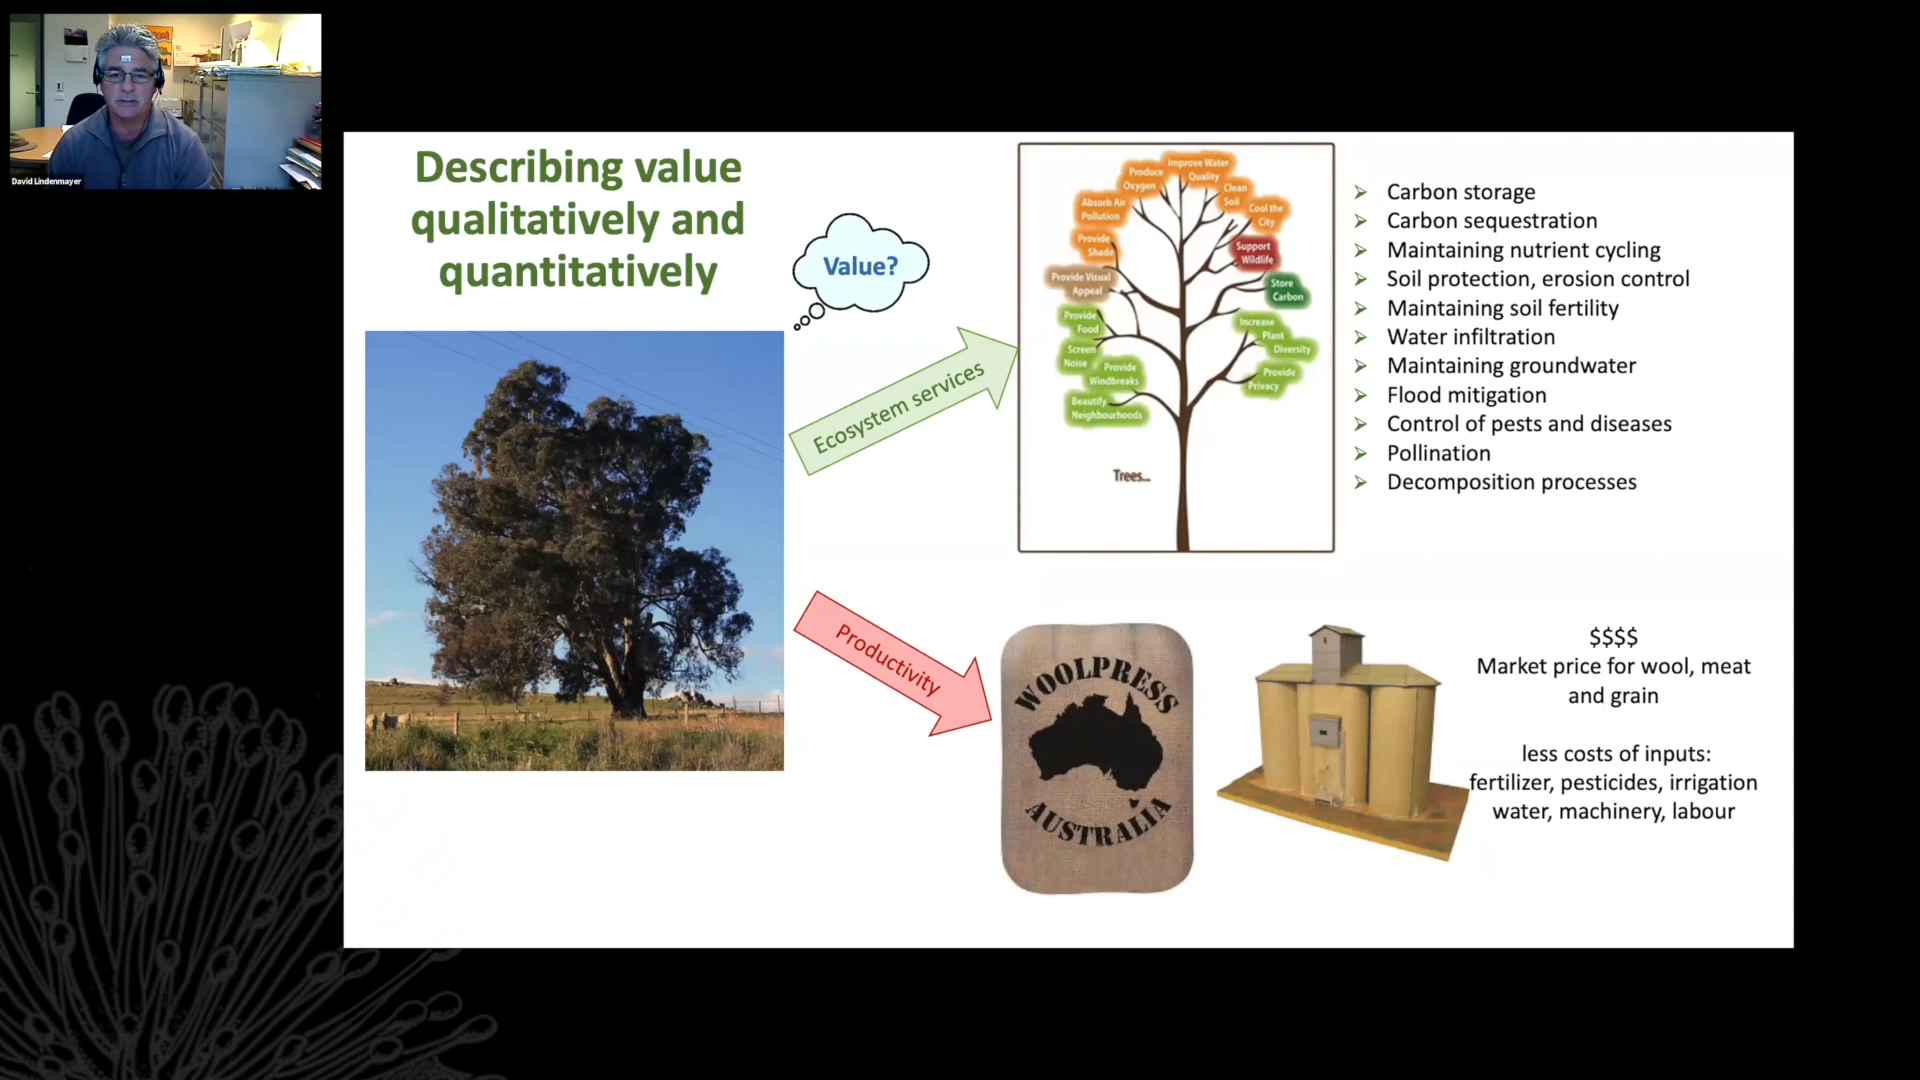 David Lindenmayer
Describing value
qualitatively and
quantitatively
Value?
Ecosystem services
Productivity
Improve Water
Quality
Produce
Oxygen
Clean
Soil
Absorb Air
Pollution
Cool the
City
Provide
Shade
Support
Wildlife
Provide Visual
Appeal
Store
Carbon
Provide
Food
Increase
Plant
Diversity
Screen
Noise
Provide
Windbreaks
Provide
Privacy
Beautify
Neighbourhoods
Trees...
Carbon storage
Carbon sequestration
Maintaining nutrient cycling
Soil protection, erosion control
Maintaining soil fertility
Water infiltration
Maintaining groundwater
Flood mitigation
Control of pests and diseases
Pollination
Decomposition processes
WOOLPRESS
AUSTRALIA
$$$$
Market price for wool, meat
and grain
less costs of inputs:
fertilizer, pesticides, irrigation
water, machinery, labour